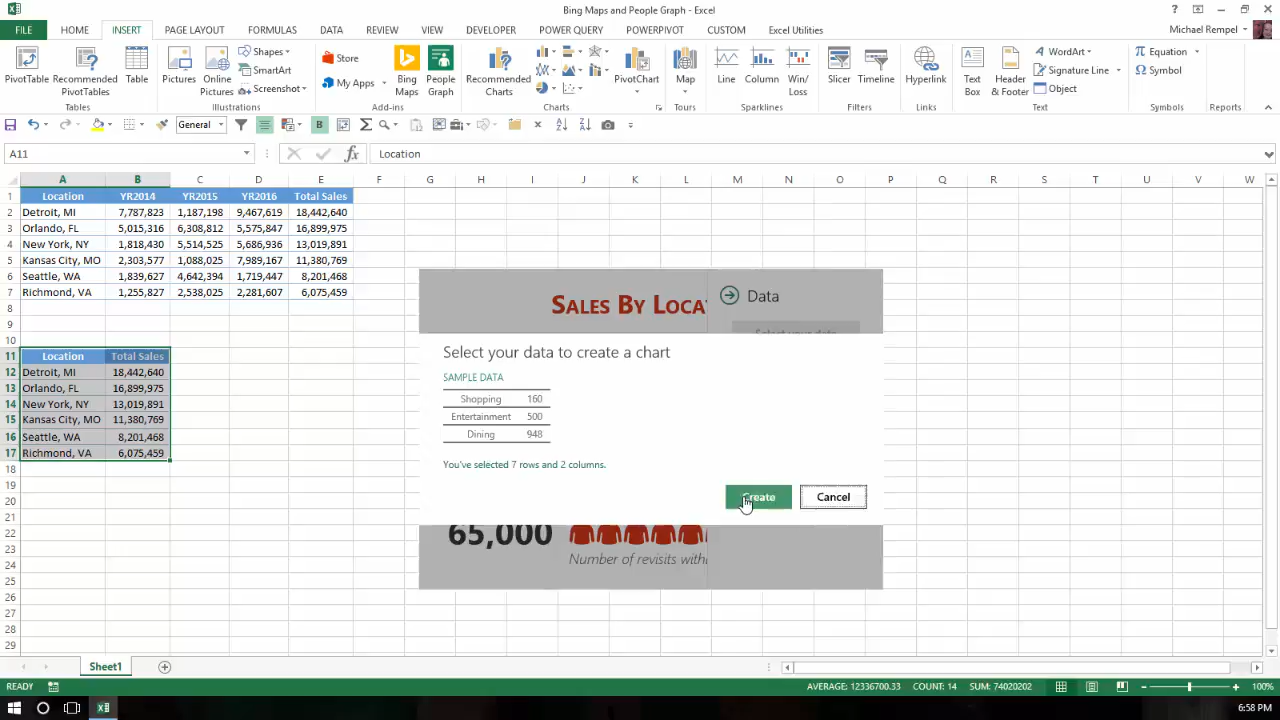 Bing Maps and People Graph - Excel
FILE HOME INSERT PAGE LAYOUT FORMULAS DATA REVIEW VIEW DEVELOPER POWER QUERY POWERPIVOT CUSTOM Excel Utilities Michael Rempel
PivotTable Recommended PivotTables Table
Tables
Pictures Online Pictures Shapes SmartArt Screenshot
Illustrations
Store My Apps Bing Maps People Graph
Add-ins
Recommended Charts PivotChart
Charts
Map
Tours
Line Column Win/ Loss
Sparklines
Slicer Timeline
Filters
Hyperlink
Links
Text Box Header & Footer WordArt Signature Line Object
Text
Equation Symbol
Symbols
Reports
General
A11 fx Location
A B C D E F G H I J K L M N O P Q R S T U V W
1 Location YR2014 YR2015 YR2016 Total Sales
2 Detroit, MI 7,787,823 1,187,198 9,467,619 18,442,640
3 Orlando, FL 5,015,316 6,308,812 5,575,847 16,899,975
4 New York, NY 1,818,430 5,514,525 5,686,936 13,019,891
5 Kansas City, MO 2,303,577 1,088,025 7,989,167 11,380,769
6 Seattle, WA 1,839,627 4,642,394 1,719,447 8,201,468
7 Richmond, VA 1,255,827 2,538,025 2,281,607 6,075,459
8
9
10
11 Location Total Sales
12 Detroit, MI 18,442,640
13 Orlando, FL 16,899,975
14 New York, NY 13,019,891
15 Kansas City, MO 11,380,769
16 Seattle, WA 8,201,468
17 Richmond, VA 6,075,459
18
19
20
21
22
23
24
25
26
27
28
29
SALES BY LOCA
Data
Select your data
Select your data to create a chart
SAMPLE DATA
Shopping 160
Entertainment 500
Dining 948
You've selected 7 rows and 2 columns.
Create Cancel
65,000
Number of revisits with
Sheet1
READY AVERAGE: 12336700.33 COUNT: 14 SUM: 74020202 100%
6:58 PM